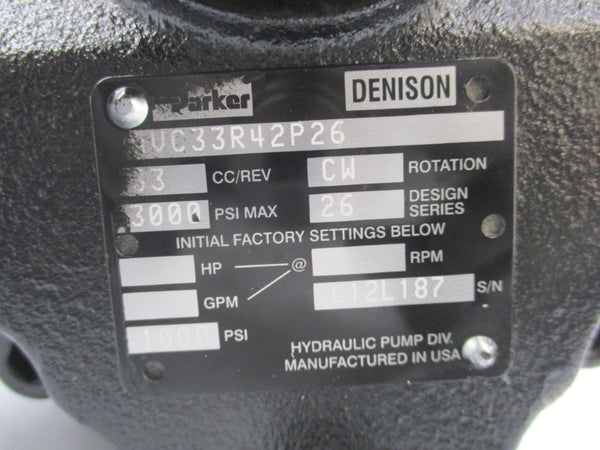 Parker DENISON
VC33R42P26
33 CC/REV CW ROTATION
3000 PSI MAX 26 DESIGN SERIES
INITIAL FACTORY SETTINGS BELOW
HP @ RPM
GPM 12L187 S/N
1000 PSI
HYDRAULIC PUMP DIV.
MANUFACTURED IN USA